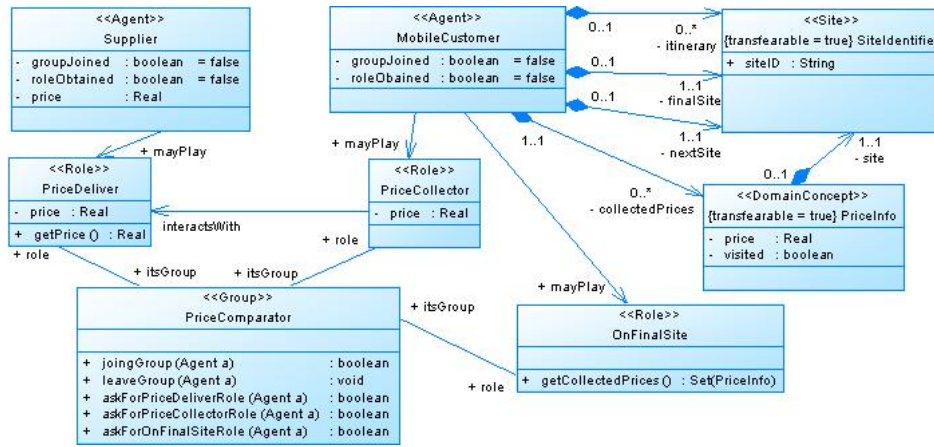 <<Agent>>
Supplier
- groupJoined : boolean = false
- roleObtained : boolean = false
- price : Real
<<Agent>>
MobileCustomer
- groupJoined : boolean = false
- roleObained : boolean = false
<<Site>>
{transfearable = true} SiteIdentifier
+ siteID : String
0..1
0..*
- itinerary
0..1
1..1
- finalSite
0..1
1..1
- nextSite
1..1
0..*
- collectedPrices
1..1
- site
0..1
+ mayPlay
+ mayPlay
<<Role>>
PriceDeliver
- price : Real
+ getPrice () : Real
<<Role>>
PriceCollector
- price : Real
interactsWith
<<DomainConcept>>
{transfearable = true} PriceInfo
- price : Real
- visited : boolean
+ role
+ role
+ itsGroup
+ itsGroup
+ mayPlay
<<Group>>
PriceComparator
+ joingGroup (Agent a) : boolean
+ leaveGroup (Agent a) : void
+ askForPriceDeliverRole (Agent a) : boolean
+ askForPriceCollectorRole (Agent a) : boolean
+ askForOnFinalSiteRole (Agent a) : boolean
+ itsGroup
+ role
<<Role>>
OnFinalSite
+ getCollectedPrices () : Set(PriceInfo)